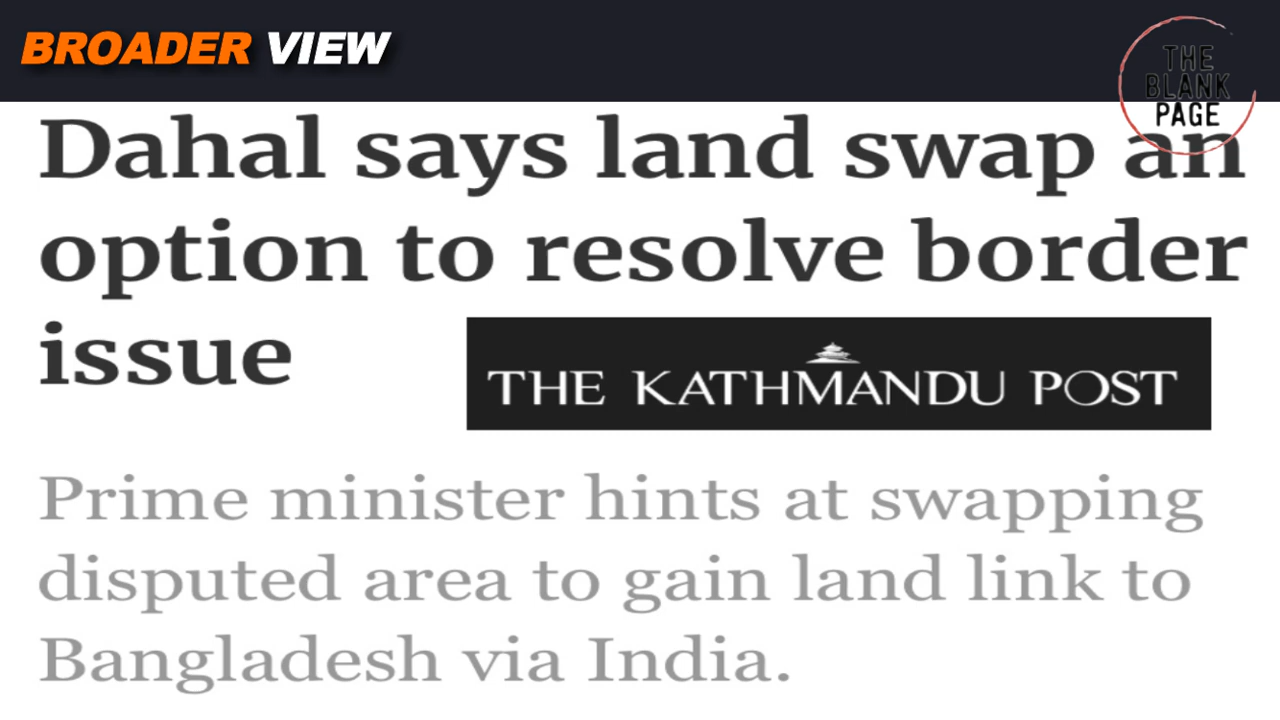 BROADER VIEW
THE
BLANK
PAGE
Dahal says land swap an
option to resolve border
issue
THE KATHMANDU POST
Prime minister hints at swapping
disputed area to gain land link to
Bangladesh via India.